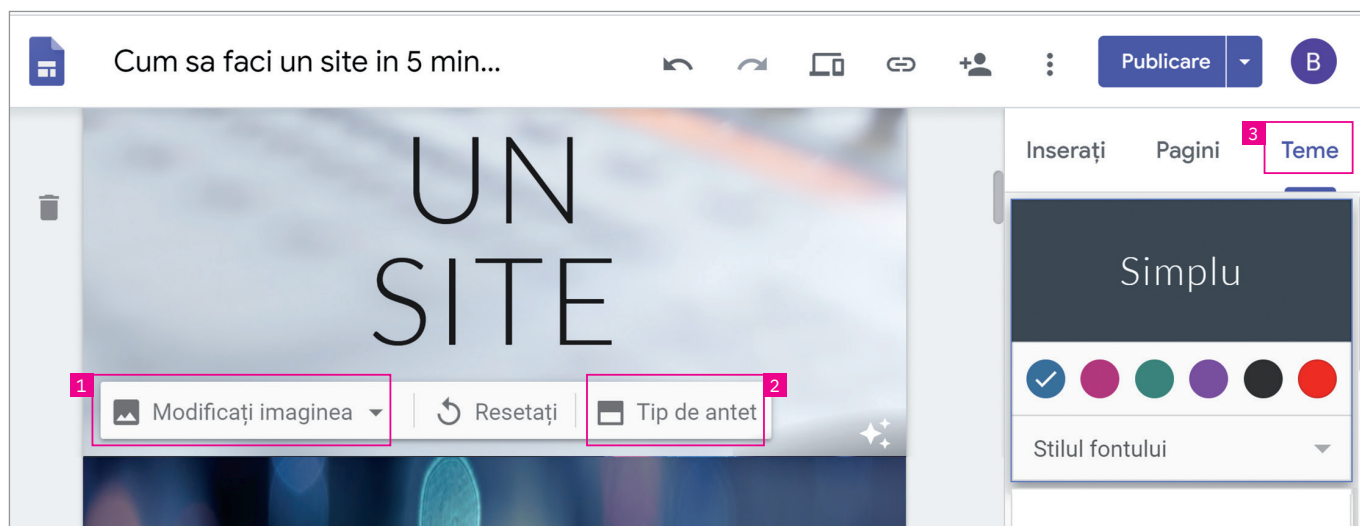 Cum sa faci un site in 5 min...
Publicare
B
Inserați Pagini 3 Teme
UN
SITE
Simplu
1 Modificați imaginea
Resetați
2 Tip de antet
Stilul fontului